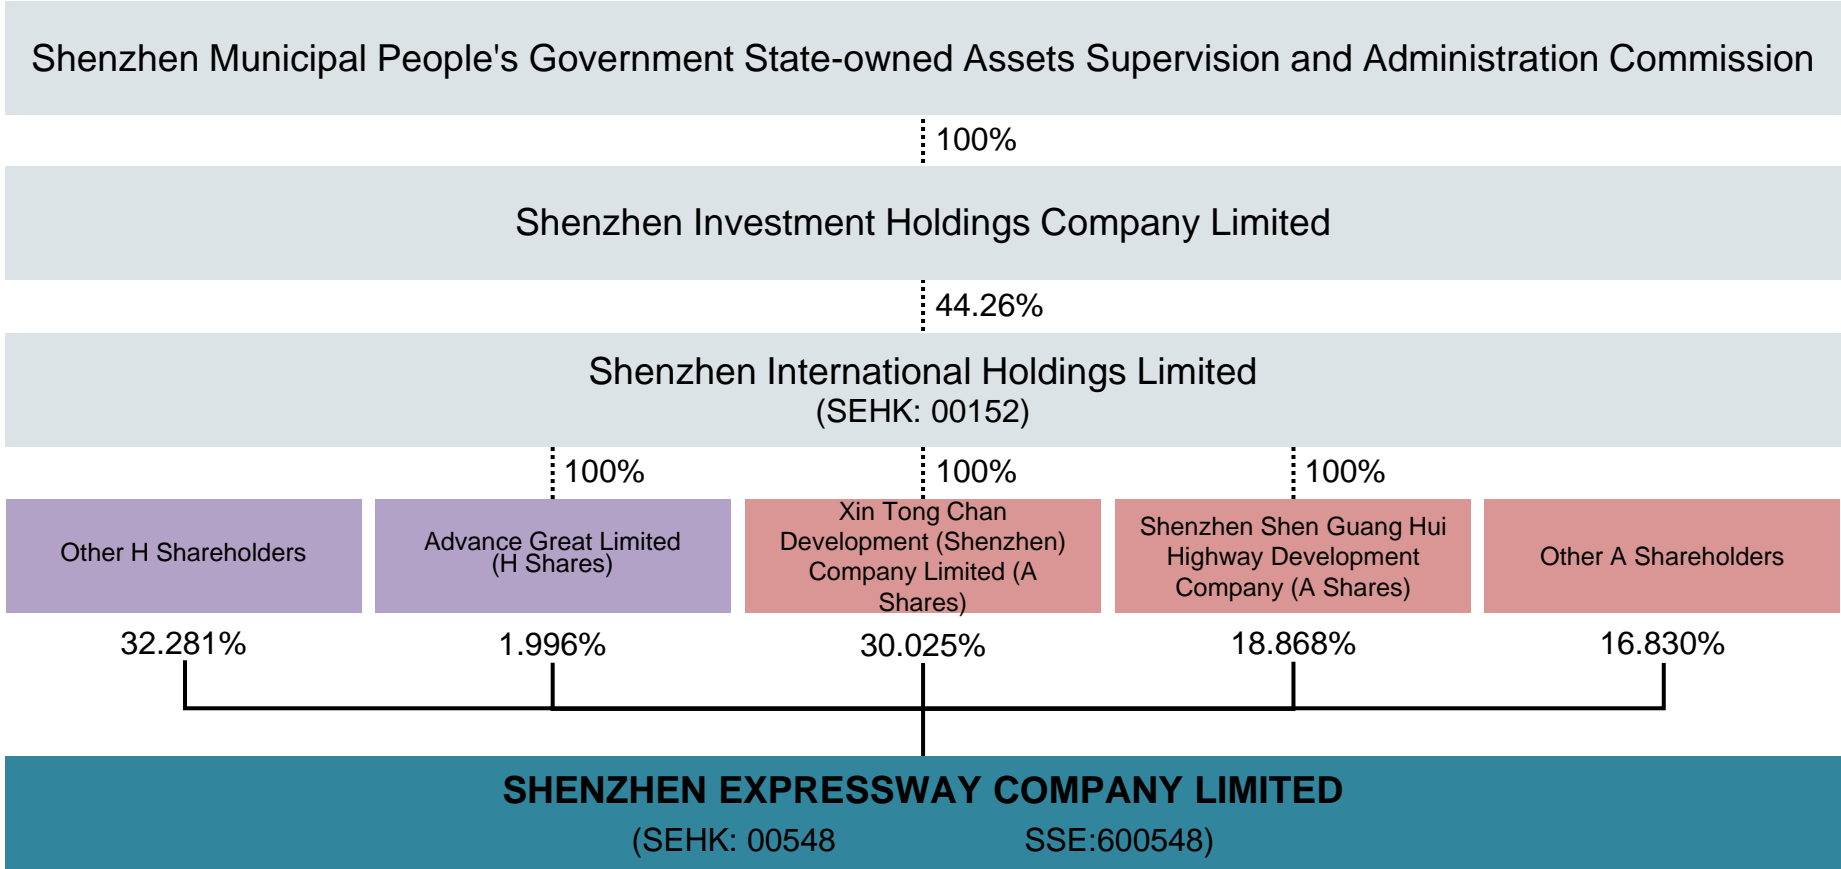 Shenzhen Municipal People's Government State-owned Assets Supervision and Administration Commission
100%
Shenzhen Investment Holdings Company Limited
44.26%
Shenzhen International Holdings Limited
(SEHK: 00152)
100%
100%
100%
Other H Shareholders
Advance Great Limited
(H Shares)
Xin Tong Chan
Development (Shenzhen)
Company Limited (A
Shares)
Shenzhen Shen Guang Hui
Highway Development
Company (A Shares)
Other A Shareholders
32.281%
1.996%
30.025%
18.868%
16.830%
SHENZHEN EXPRESSWAY COMPANY LIMITED
(SEHK: 00548 SSE:600548)